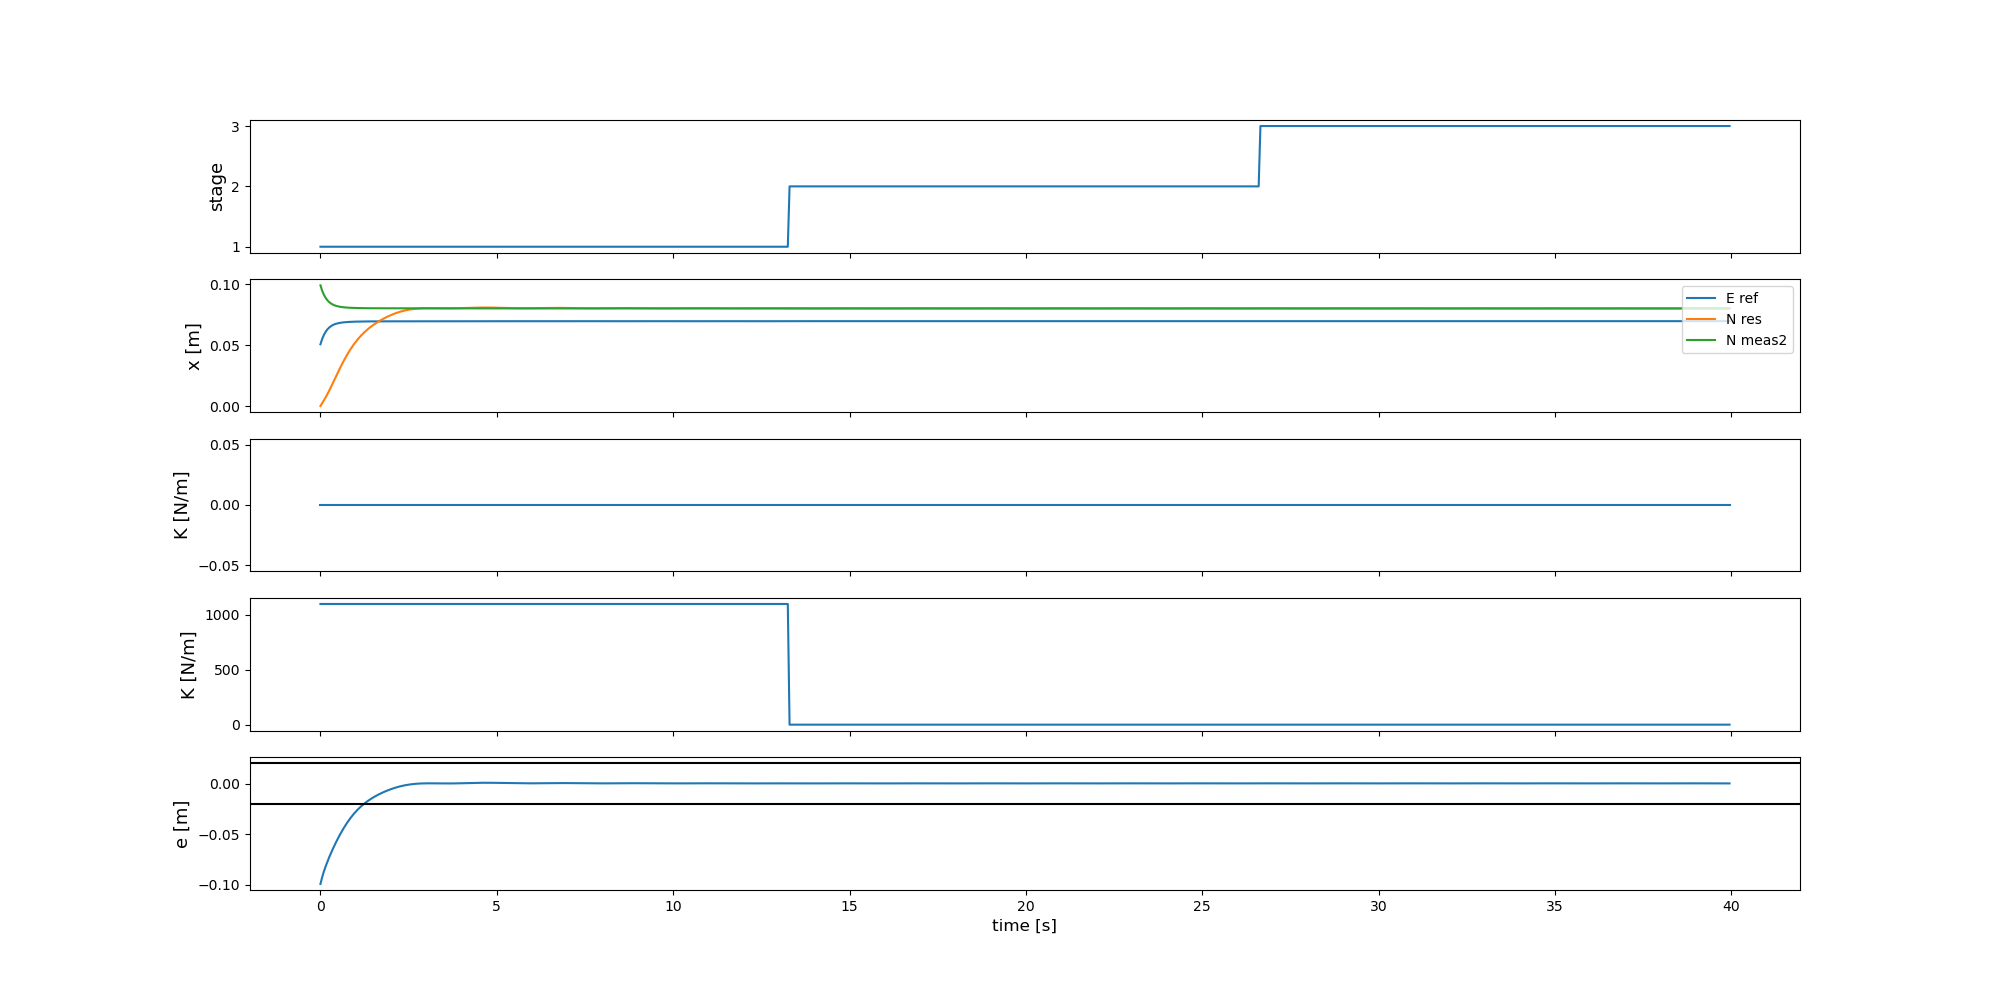 3
2
1
stage
0.10
0.05
0.00
x [m]
E ref
N res
N meas2
0.05
0.00
−0.05
K [N/m]
1000
500
0
K [N/m]
0.00
−0.05
−0.10
e [m]
0 5 10 15 20 25 30 35 40
time [s]